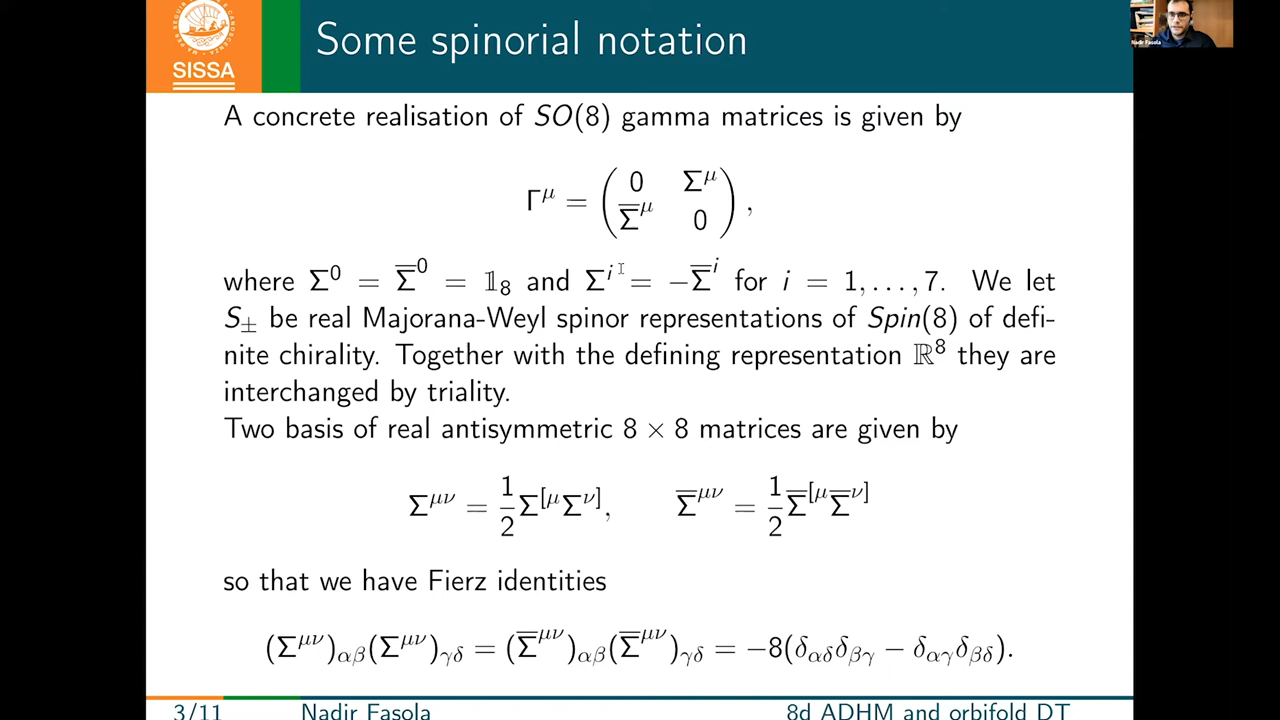 SISSA
Some spinorial notation
Nadir Fasola
A concrete realisation of SO(8) gamma matrices is given by
Γ^μ = ( 0 Σ^μ ; Σ̅^μ 0 ) ,
where Σ^0 = Σ̅^0 = 𝟙_8 and Σ^i = −Σ̅^i for i = 1, . . . , 7. We let
S_± be real Majorana-Weyl spinor representations of Spin(8) of defi-
nite chirality. Together with the defining representation ℝ^8 they are
interchanged by triality.
Two basis of real antisymmetric 8 × 8 matrices are given by
Σ^{μν} = 1/2 Σ^{[μ}Σ^{ν]}, Σ̅^{μν} = 1/2 Σ̅^{[μ}Σ̅^{ν]}
so that we have Fierz identities
(Σ^{μν})_{αβ}(Σ^{μν})_{γδ} = (Σ̅^{μν})_{αβ}(Σ̅^{μν})_{γδ} = −8(δ_{αδ}δ_{βγ} − δ_{αγ}δ_{βδ}).
3/11 Nadir Fasola 8d ADHM and orbifold DT